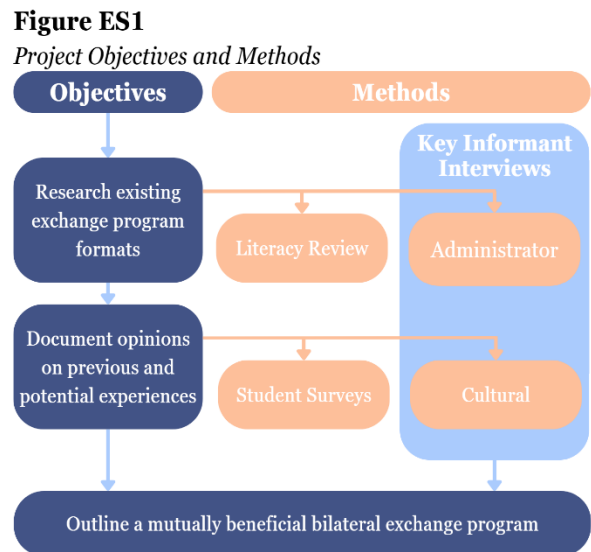 Figure ES1
Project Objectives and Methods
Objectives
Methods
Key Informant
Interviews
Research existing
exchange program
formats
Literacy Review
Administrator
Document opinions
on previous and
potential experiences
Student Surveys
Cultural
Outline a mutually beneficial bilateral exchange program